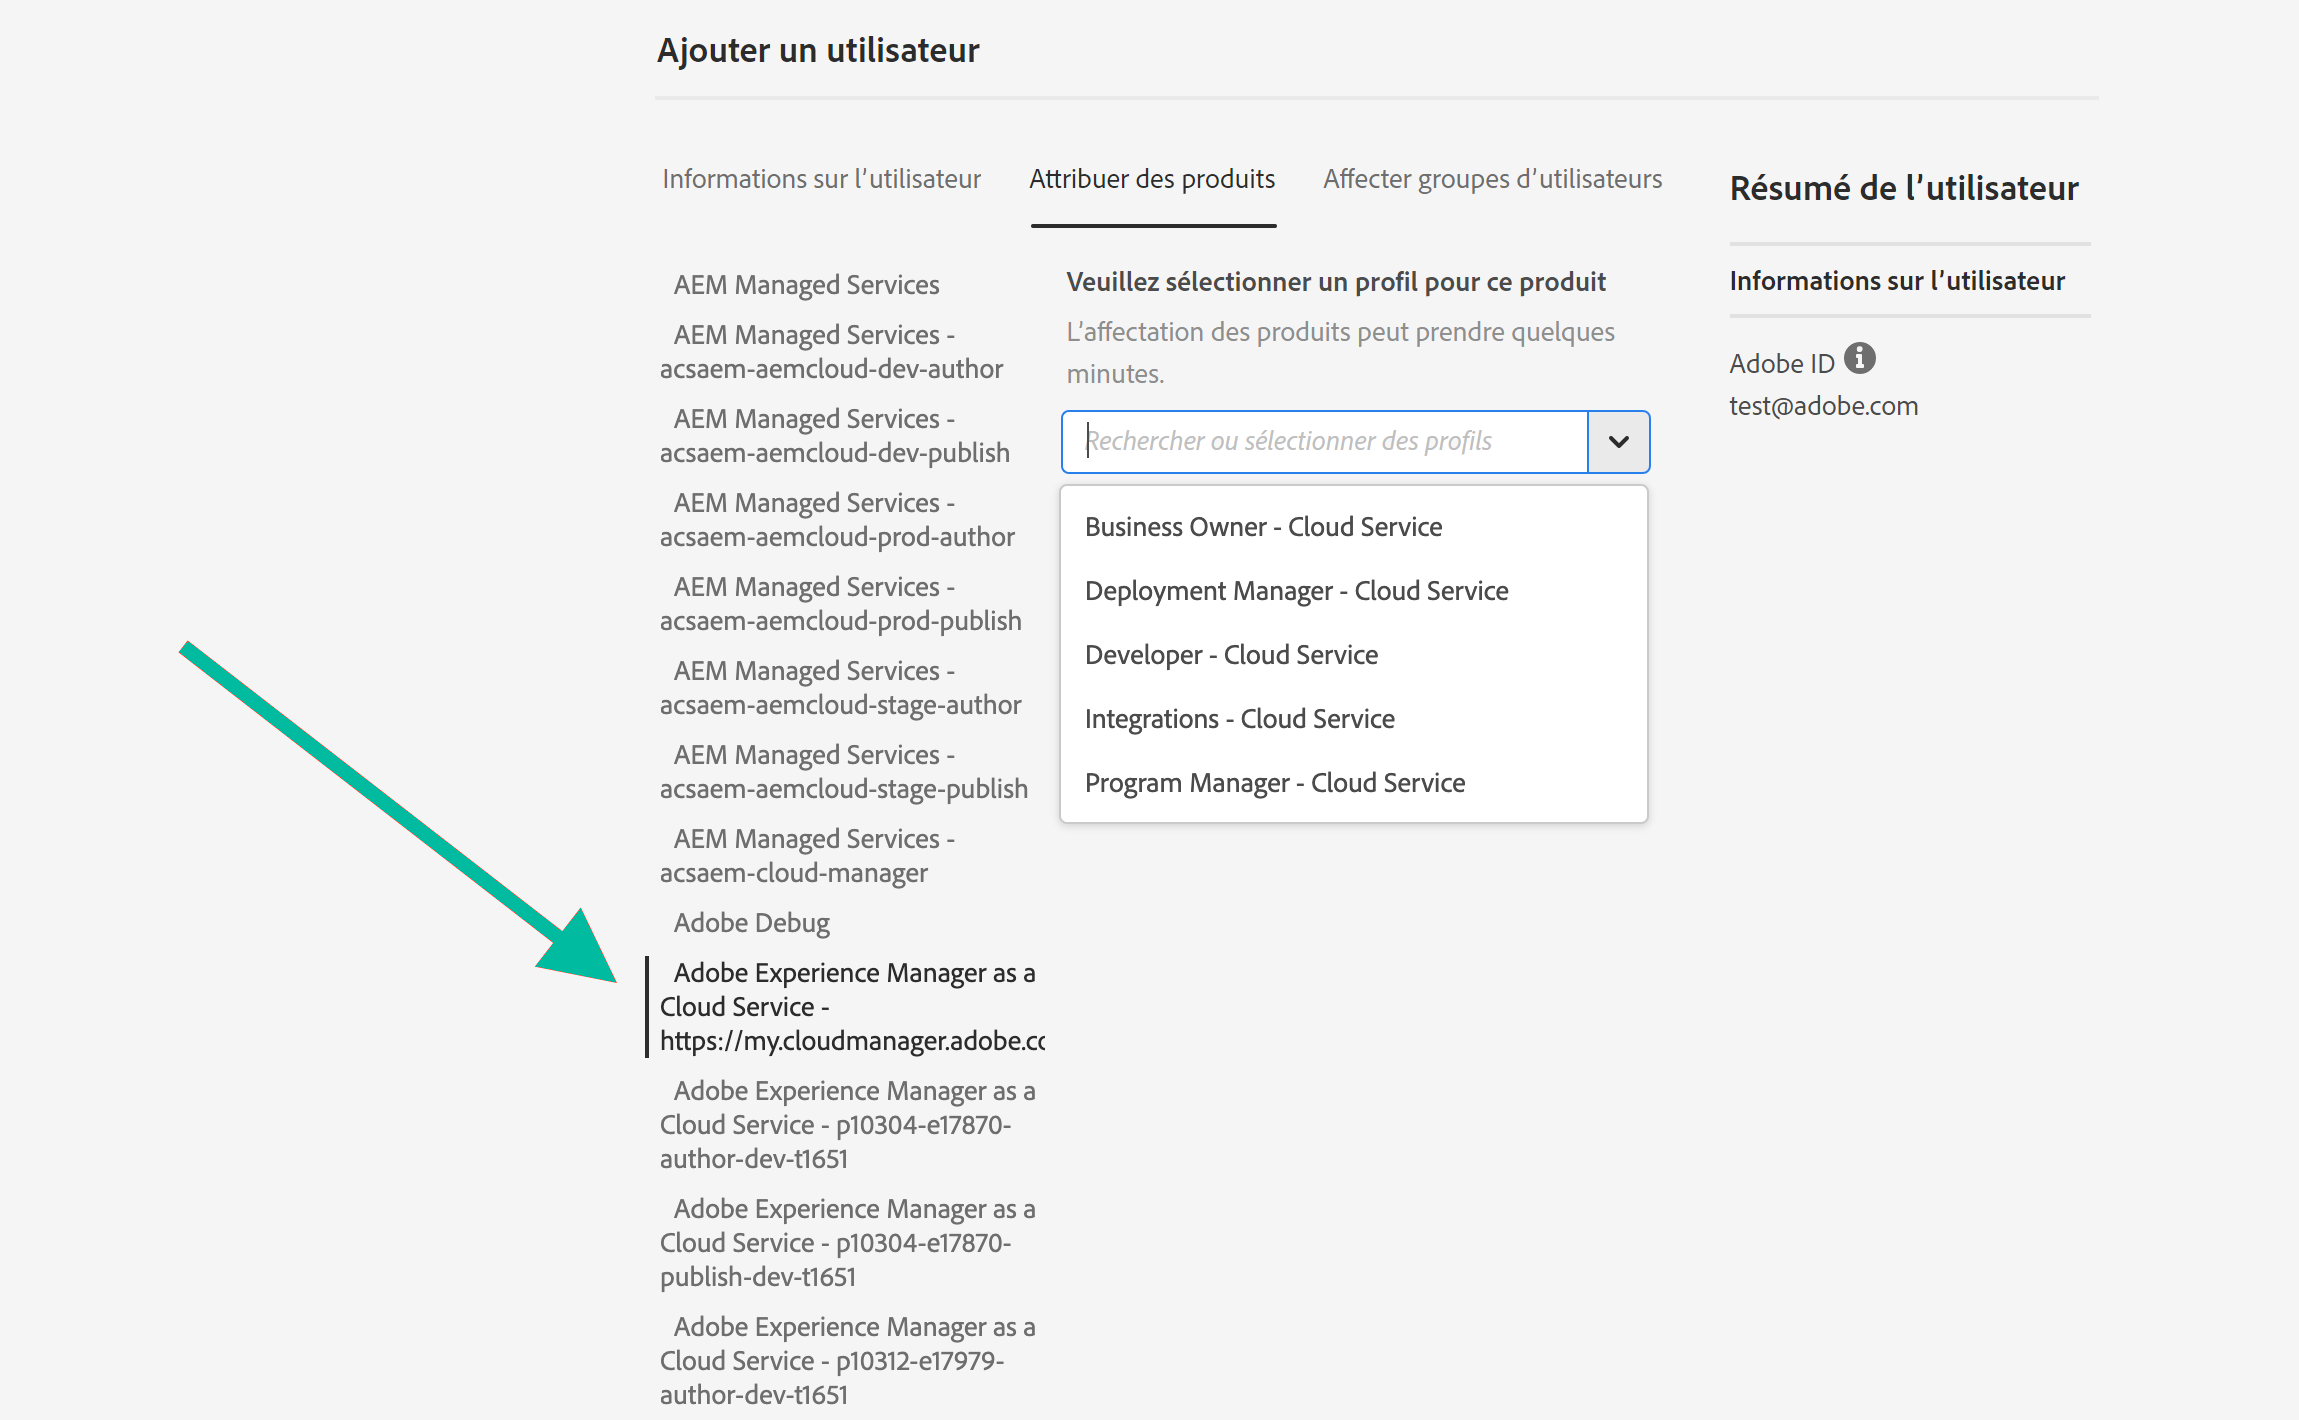 Ajouter un utilisateur
Informations sur l’utilisateur
Attribuer des produits
Affecter groupes d’utilisateurs
AEM Managed Services
AEM Managed Services -
acsaem-aemcloud-dev-author
AEM Managed Services -
acsaem-aemcloud-dev-publish
AEM Managed Services -
acsaem-aemcloud-prod-author
AEM Managed Services -
acsaem-aemcloud-prod-publish
AEM Managed Services -
acsaem-aemcloud-stage-author
AEM Managed Services -
acsaem-aemcloud-stage-publish
AEM Managed Services -
acsaem-cloud-manager
Adobe Debug
Adobe Experience Manager as a
Cloud Service -
https://my.cloudmanager.adobe.co
Adobe Experience Manager as a
Cloud Service - p10304-e17870-
author-dev-t1651
Adobe Experience Manager as a
Cloud Service - p10304-e17870-
publish-dev-t1651
Adobe Experience Manager as a
Cloud Service - p10312-e17979-
author-dev-t1651
Veuillez sélectionner un profil pour ce produit
L’affectation des produits peut prendre quelques
minutes.
Rechercher ou sélectionner des profils
Business Owner - Cloud Service
Deployment Manager - Cloud Service
Developer - Cloud Service
Integrations - Cloud Service
Program Manager - Cloud Service
Résumé de l’utilisateur
Informations sur l’utilisateur
Adobe ID
test@adobe.com